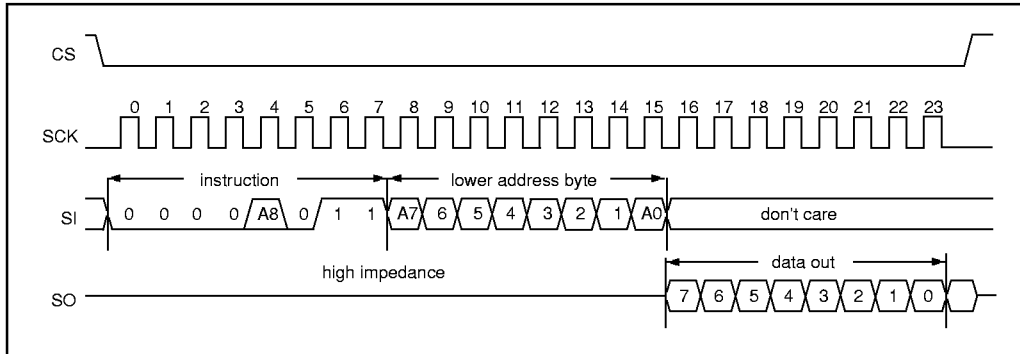 CS
0 1 2 3 4 5 6 7 8 9 10 11 12 13 14 15 16 17 18 19 20 21 22 23
SCK
instruction lower address byte
SI 0 0 0 0 A8 0 1 1 A7 6 5 4 3 2 1 A0 don't care
high impedance data out
SO 7 6 5 4 3 2 1 0